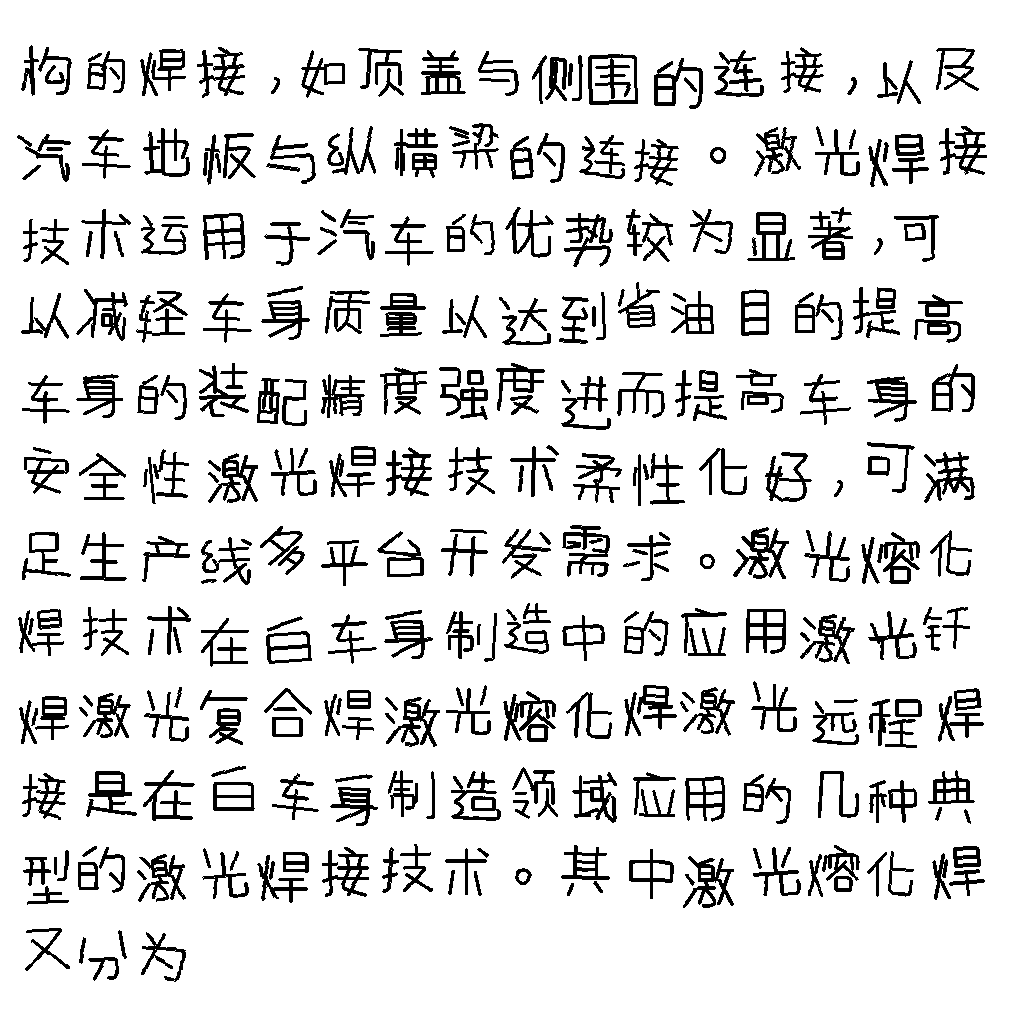 构的焊接,如顶盖与侧围的连接,以及
汽车地板与纵横梁的连接。激光焊接
技术运用于汽车的优势较为显著,可
以减轻车身质量以达到省油目的提高
车身的装配精度强度进而提高车身的
安全性激光焊接技术柔性化好,可满
足生产线多平台开发需求。激光熔化
焊技术在白车身制造中的应用激光钎
焊激光复合焊激光熔化焊激光远程焊
接是在白车身制造领域应用的几种典
型的激光焊接技术。其中激光熔化焊
又分为